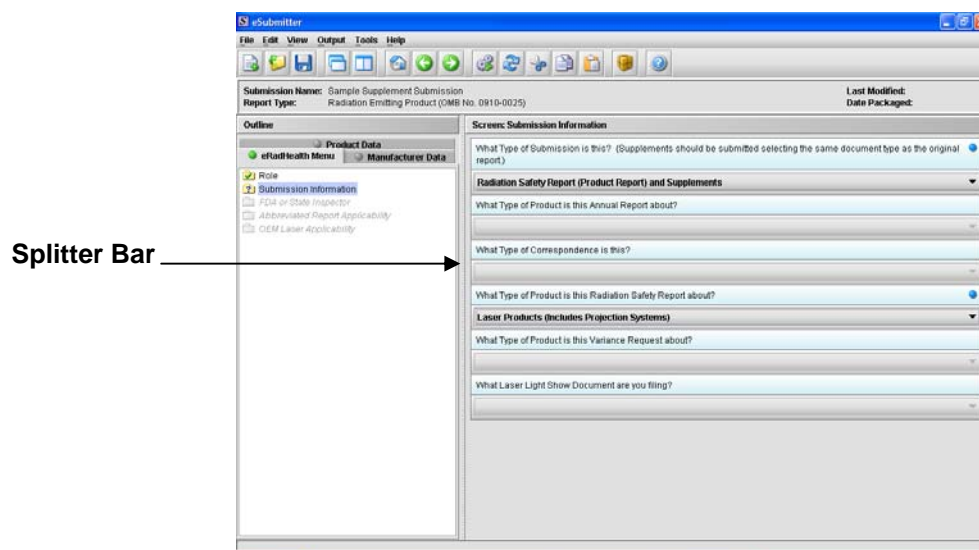 eSubmitter
File Edit View Output Tools Help
Submission Name: Sample Supplement Submission
Last Modified:
Report Type: Radiation Emitting Product (OMB No. 0910-0025)
Date Packaged:
Outline
Product Data
eRadHealth Menu
Manufacturer Data
Role
Submission Information
FDA or State Inspector
Abbreviated Report Applicability
OEM Laser Applicability
Screen: Submission Information
What Type of Submission is this? (Supplements should be submitted selecting the same document type as the original
report.)
Radiation Safety Report (Product Report) and Supplements
What Type of Product is this Annual Report about?
What Type of Correspondence is this?
What Type of Product is this Radiation Safety Report about?
Laser Products (Includes Projection Systems)
What Type of Product is this Variance Request about?
What Laser Light Show Document are you filing?
Splitter Bar